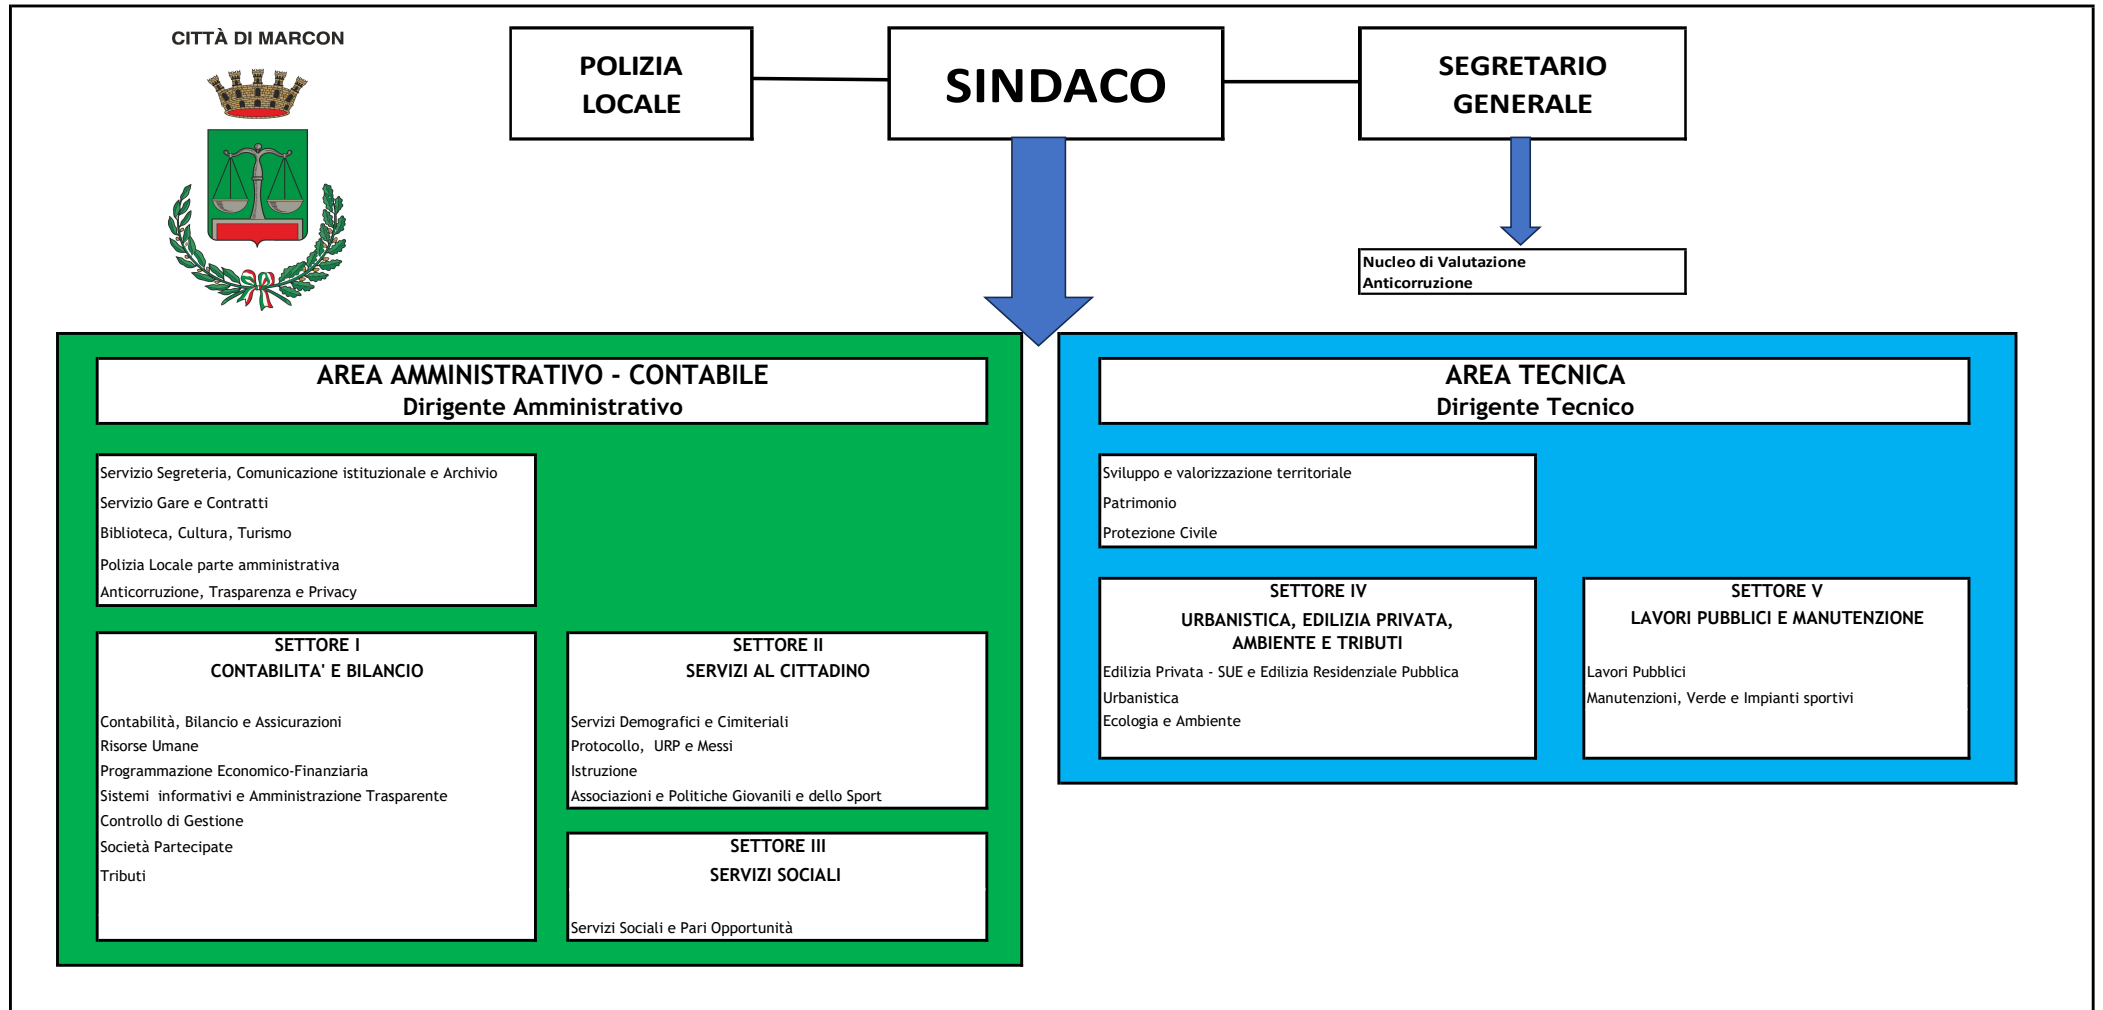 CITTÀ DI MARCON
POLIZIA
LOCALE
SINDACO
SEGRETARIO
GENERALE
Nucleo di Valutazione
Anticorruzione
AREA AMMINISTRATIVO - CONTABILE
Dirigente Amministrativo
Servizio Segreteria, Comunicazione istituzionale e Archivio
Servizio Gare e Contratti
Biblioteca, Cultura, Turismo
Polizia Locale parte amministrativa
Anticorruzione, Trasparenza e Privacy
SETTORE I
CONTABILITA' E BILANCIO
Contabilità, Bilancio e Assicurazioni
Risorse Umane
Programmazione Economico-Finanziaria
Sistemi informativi e Amministrazione Trasparente
Controllo di Gestione
Società Partecipate
Tributi
SETTORE II
SERVIZI AL CITTADINO
Servizi Demografici e Cimiteriali
Protocollo, URP e Messi
Istruzione
Associazioni e Politiche Giovanili e dello Sport
SETTORE III
SERVIZI SOCIALI
Servizi Sociali e Pari Opportunità
AREA TECNICA
Dirigente Tecnico
Sviluppo e valorizzazione territoriale
Patrimonio
Protezione Civile
SETTORE IV
URBANISTICA, EDILIZIA PRIVATA,
AMBIENTE E TRIBUTI
Edilizia Privata - SUE e Edilizia Residenziale Pubblica
Urbanistica
Ecologia e Ambiente
SETTORE V
LAVORI PUBBLICI E MANUTENZIONE
Lavori Pubblici
Manutenzioni, Verde e Impianti sportivi